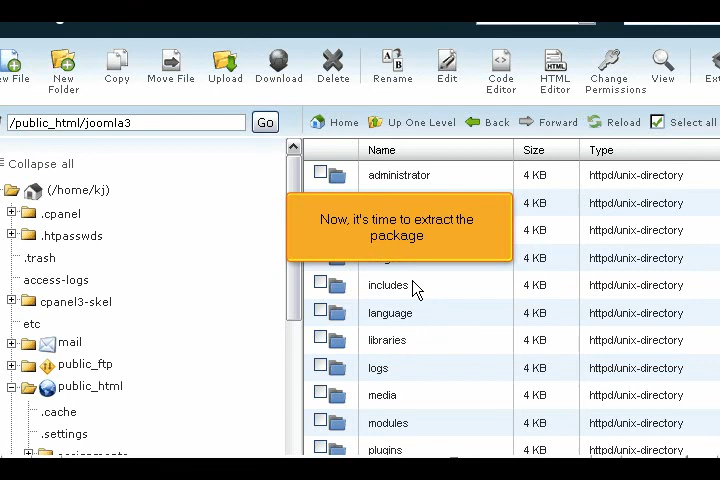 ew File
New Folder
Copy
Move File
Upload
Download
Delete
Rename
Edit
Code Editor
HTML Editor
Change Permissions
View
Ext
/public_html/joomla3
Go
Home
Up One Level
Back
Forward
Reload
Select all
Collapse all
(/home/kj)
.cpanel
.htpasswds
.trash
access-logs
cpanel3-skel
etc
mail
public_ftp
public_html
.cache
.settings
Name Size Type
administrator 4 KB httpd/unix-directory
4 KB httpd/unix-directory
4 KB httpd/unix-directory
4 KB httpd/unix-directory
includes 4 KB httpd/unix-directory
language 4 KB httpd/unix-directory
libraries 4 KB httpd/unix-directory
logs 4 KB httpd/unix-directory
media 4 KB httpd/unix-directory
modules 4 KB httpd/unix-directory
plugins 4 KB httpd/unix-directory
Now, it's time to extract the
package